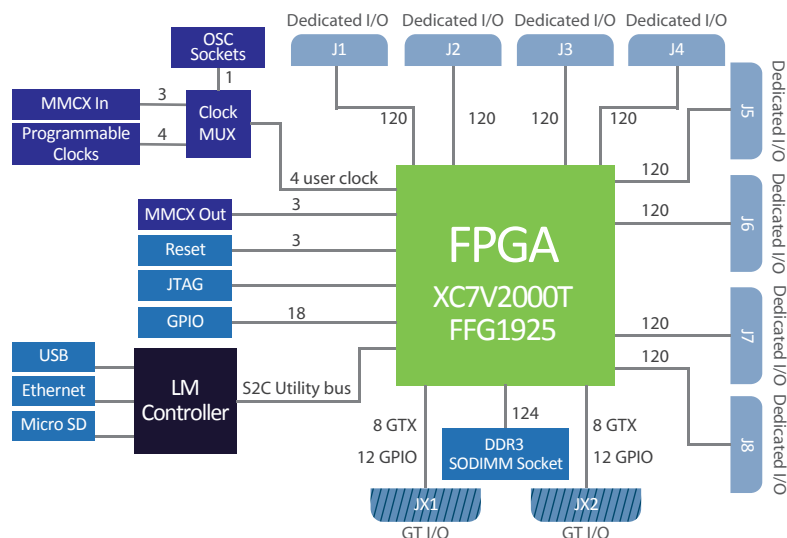 Dedicated I/O
Dedicated I/O
Dedicated I/O
Dedicated I/O
J1
J2
J3
J4
OSC
Sockets
1
MMCX In
3
Programmable
Clocks
4
Clock
MUX
120
120
120
120
J5
Dedicated I/O
120
J6
Dedicated I/O
120
4 user clock
MMCX Out
3
Reset
3
JTAG
GPIO
18
FPGA
XC7V2000T
FFG1925
J7
Dedicated I/O
120
J8
Dedicated I/O
120
USB
Ethernet
Micro SD
LM
Controller
S2C Utility bus
8 GTX
12 GPIO
124
DDR3
SODIMM Socket
8 GTX
12 GPIO
JX1
GT I/O
JX2
GT I/O